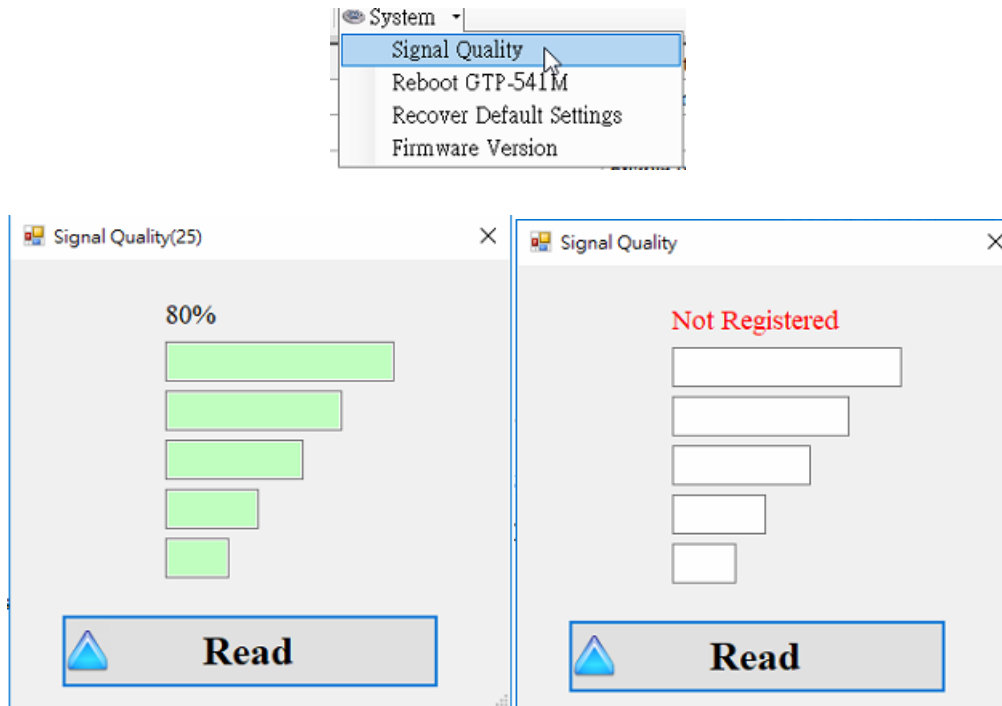 System
Signal Quality
Reboot GTP-541M
Recover Default Settings
Firmware Version
Signal Quality(25)
80%
Read
Signal Quality
Not Registered
Read